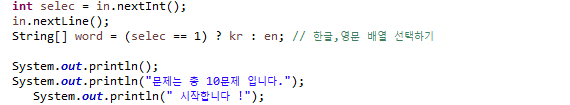 int selec = in.nextInt();
in.nextLine();
String[] word = (selec == 1) ? kr : en; // 한글,영문 배열 선택하기
System.out.println();
System.out.println("문제는 총 10문제 입니다.");
System.out.println(" 시작합니다 !");